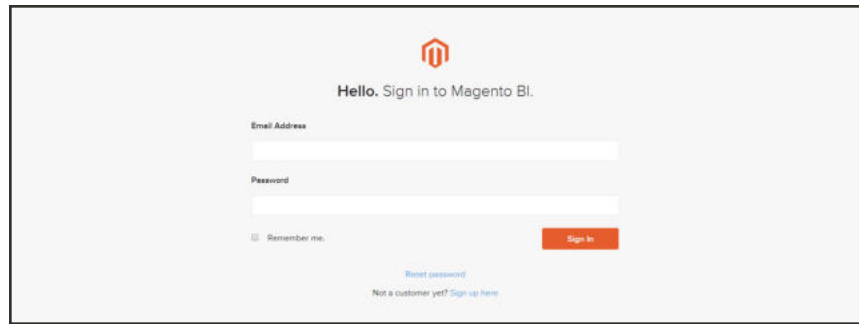 Hello. Sign in to Magento BI.
Email Address
Password
Remember me.
Sign In
Reset password
Not a customer yet? Sign up here